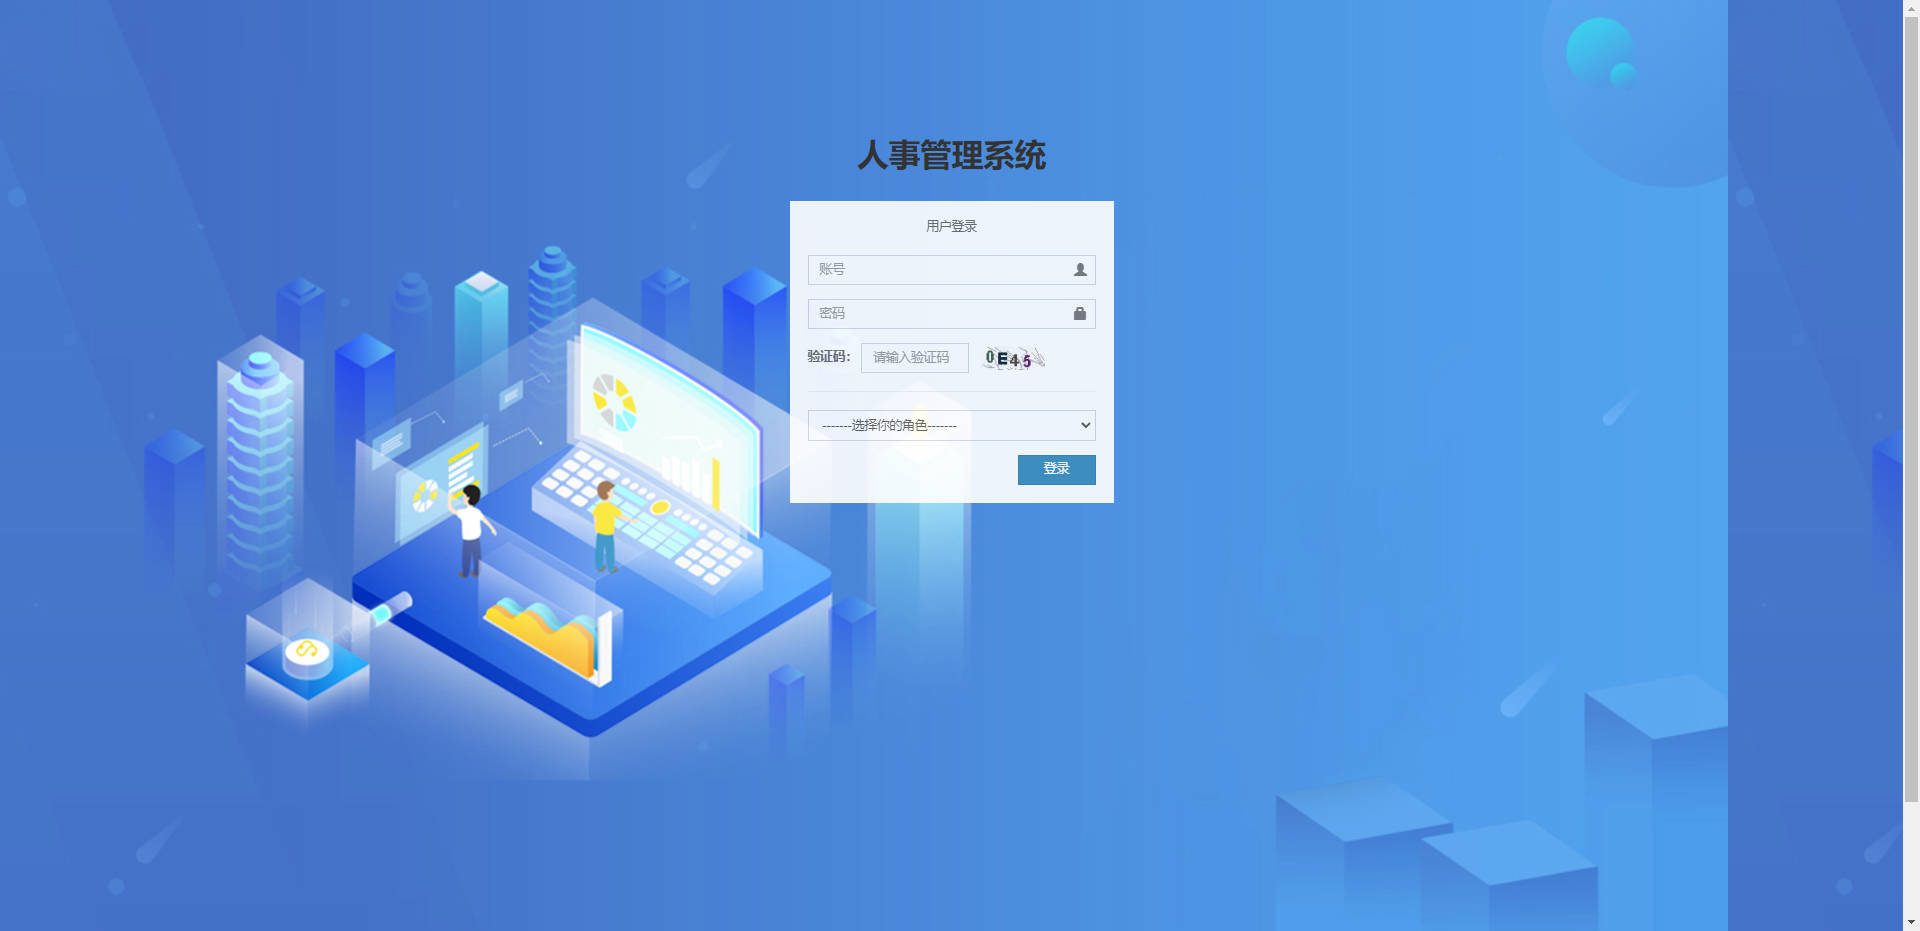 人事管理系统
用户登录
账号
密码
验证码: 请输入验证码 0E45
-------选择你的角色-------
登录